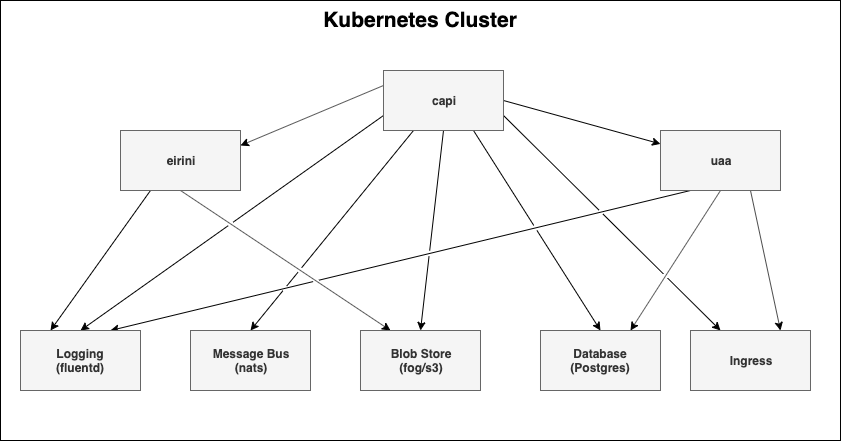 Kubernetes Cluster
capi
eirini
uaa
Logging
(fluentd)
Message Bus
(nats)
Blob Store
(fog/s3)
Database
(Postgres)
Ingress